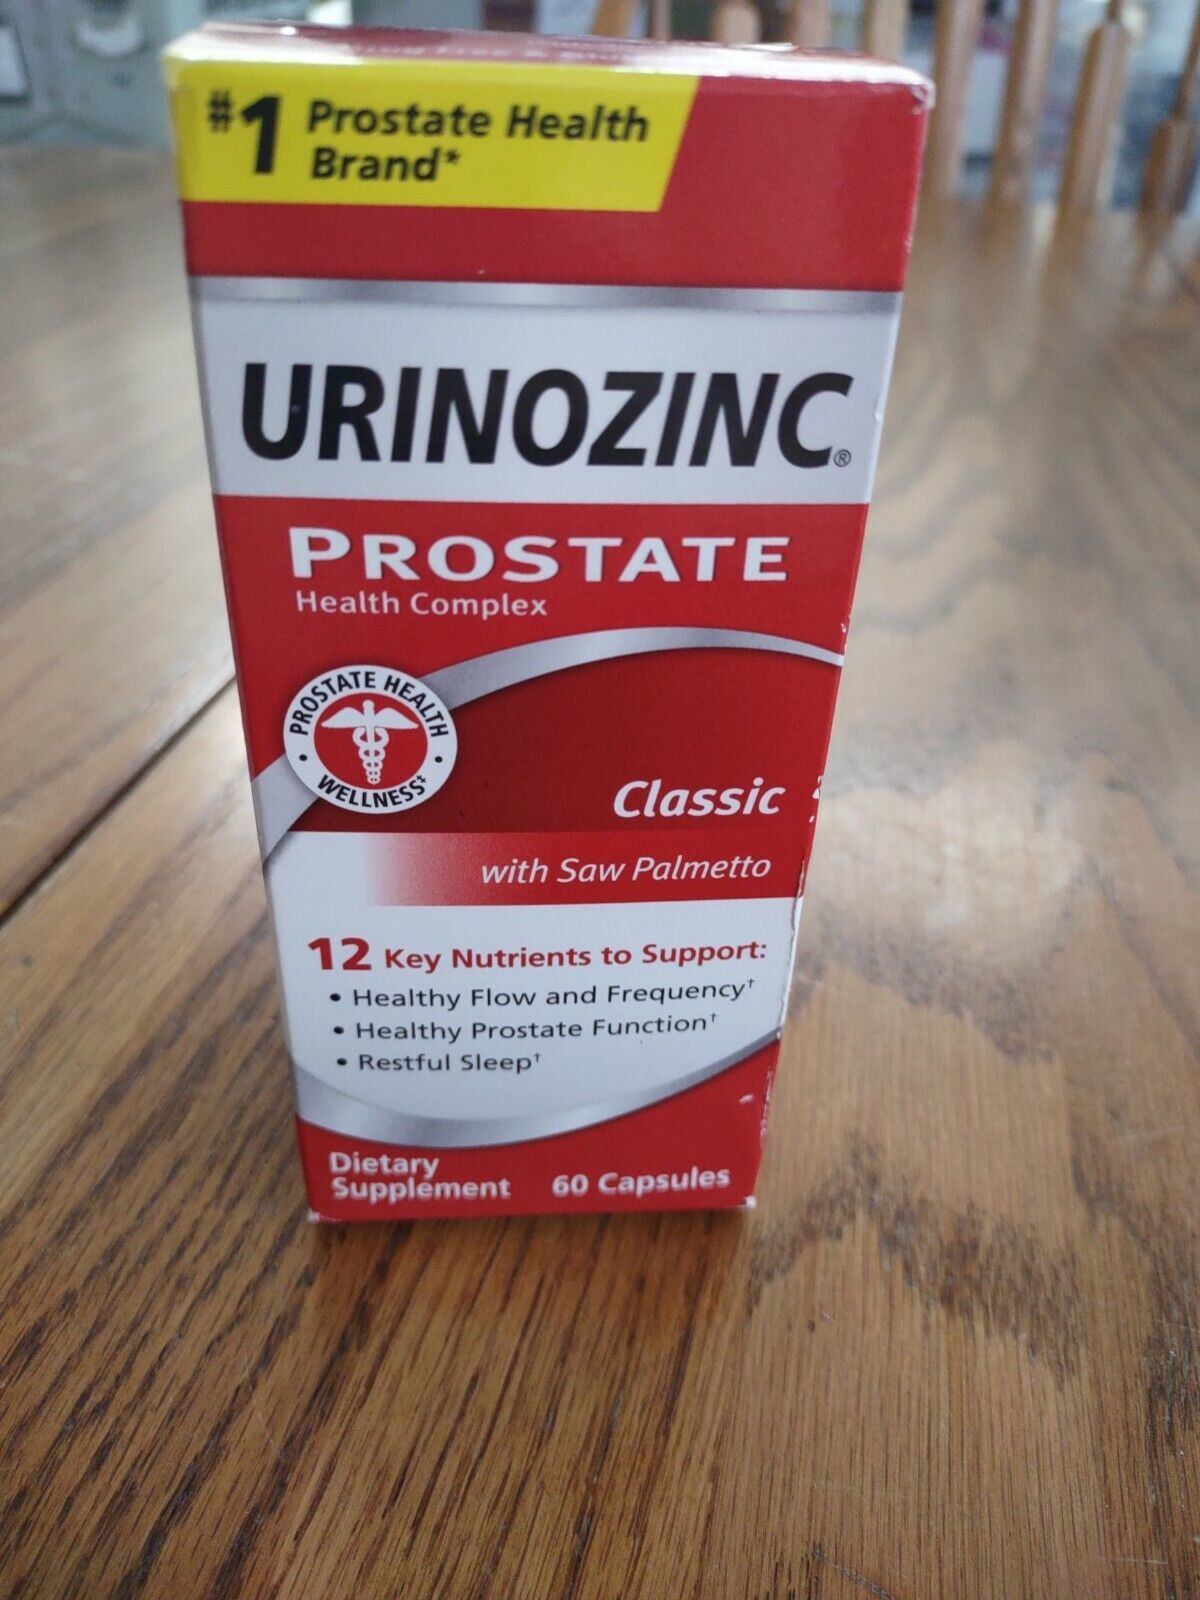 #1 Prostate Health
Brand*
URINOZINC®
PROSTATE
Health Complex
PROSTATE HEALTH
WELLNESS‡
Classic
with Saw Palmetto
12 Key Nutrients to Support:
• Healthy Flow and Frequency†
• Healthy Prostate Function†
• Restful Sleep†
Dietary
Supplement
60 Capsules